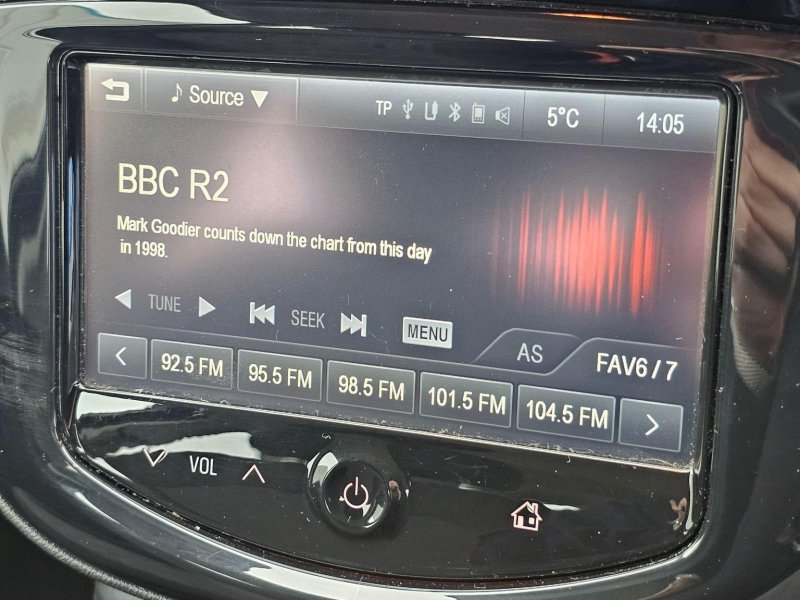 Source
TP
5°C
14:05
BBC R2
Mark Goodier counts down the chart from this day
in 1998.
TUNE
SEEK
MENU
AS
FAV6 / 7
92.5 FM
95.5 FM
98.5 FM
101.5 FM
104.5 FM
VOL